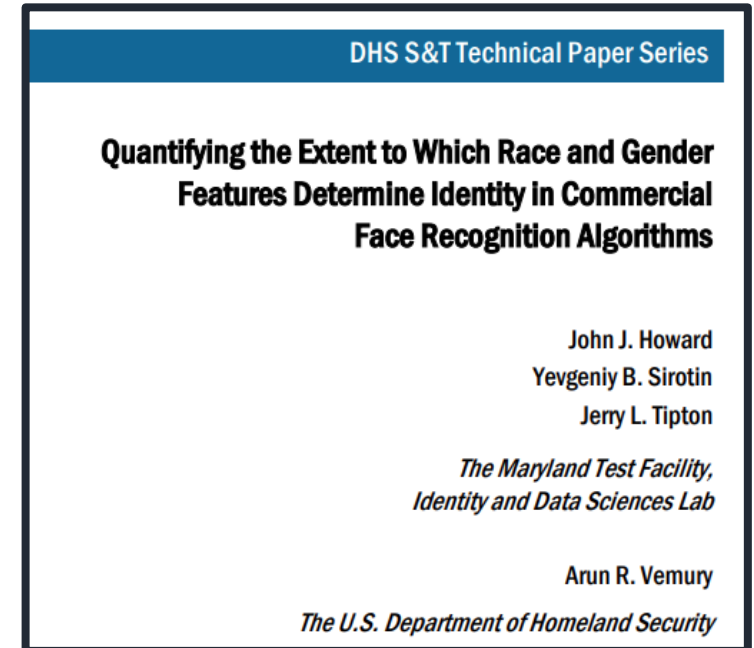 DHS S&T Technical Paper Series
Quantifying the Extent to Which Race and Gender
Features Determine Identity in Commercial
Face Recognition Algorithms
John J. Howard
Yevgeniy B. Sirotin
Jerry L. Tipton
The Maryland Test Facility,
Identity and Data Sciences Lab
Arun R. Vemury
The U.S. Department of Homeland Security